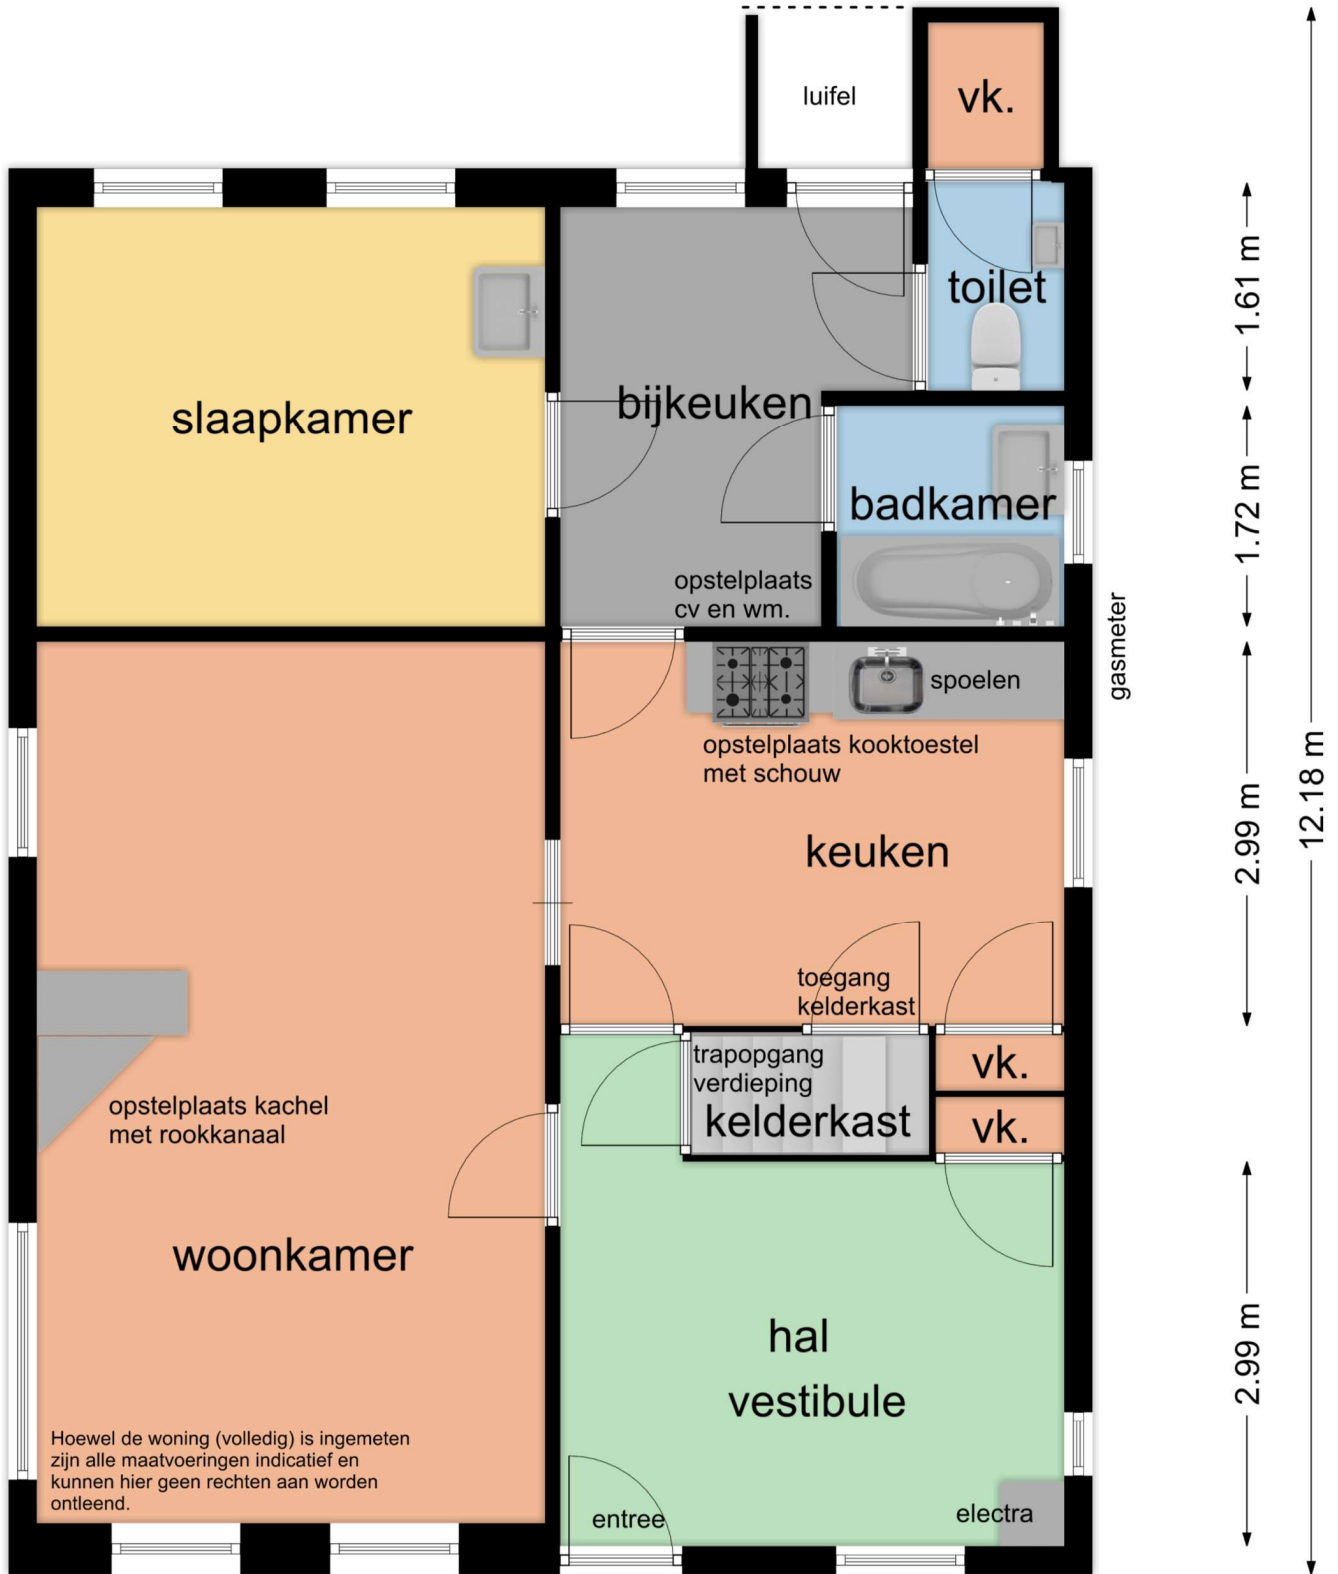 luifel
vk.
toilet
1.61 m
slaapkamer
bijkeuken
badkamer
1.72 m
opstelplaats
cv en wm.
gasmeter
spoelen
opstelplaats kooktoestel
met schouw
keuken
2.99 m
12.18 m
toegang
kelderkast
trapopgang
verdieping
kelderkast
vk.
vk.
opstelplaats kachel
met rookkanaal
woonkamer
hal
vestibule
2.99 m
Hoewel de woning (volledig) is ingemeten
zijn alle maatvoeringen indicatief en
kunnen hier geen rechten aan worden
ontleend.
entree
electra